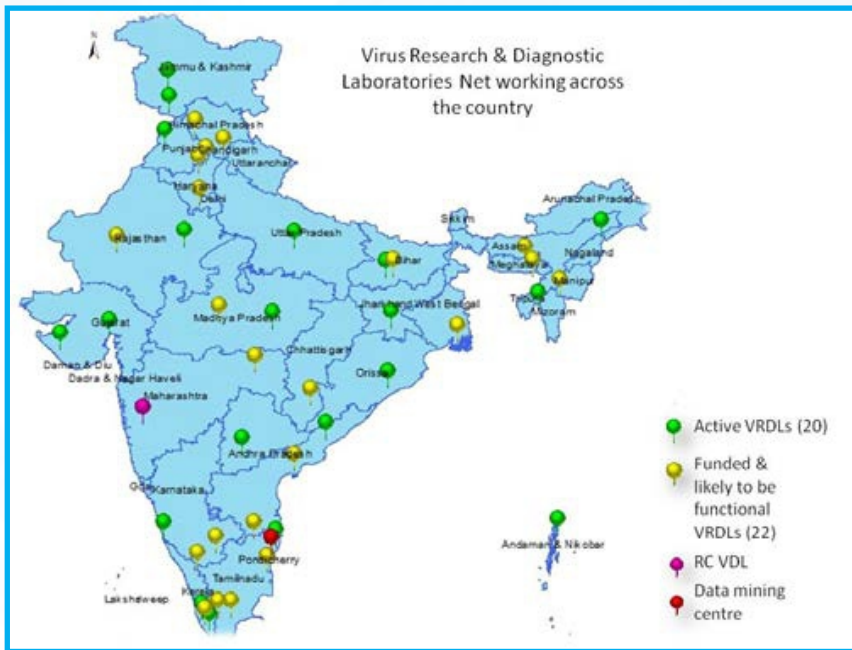 Virus Research & Diagnostic
Laboratories Net working across
the country
N
Jammu & Kashmir
Himachal Pradesh
Punjab
Chandigarh
Uttaranchal
Haryana
Delhi
Arunachal Pradesh
Sikkim
Rajasthan
Uttar Pradesh
Bihar
Assam
Nagaland
Meghalaya
Manipur
Tripura
Mizoram
Gujarat
Madhya Pradesh
Jharkhand
West Bengal
Chhattisgarh
Orissa
Daman & Diu
Dadra & Nagar Haveli
Maharashtra
Andhra Pradesh
Goa
Karnataka
Pondicherry
Tamilnadu
Kerala
Lakshdweep
Andaman & Nikobar
Active VRDLs (20)
Funded &
likely to be
functional
VRDLs (22)
RC VDL
Data mining
centre